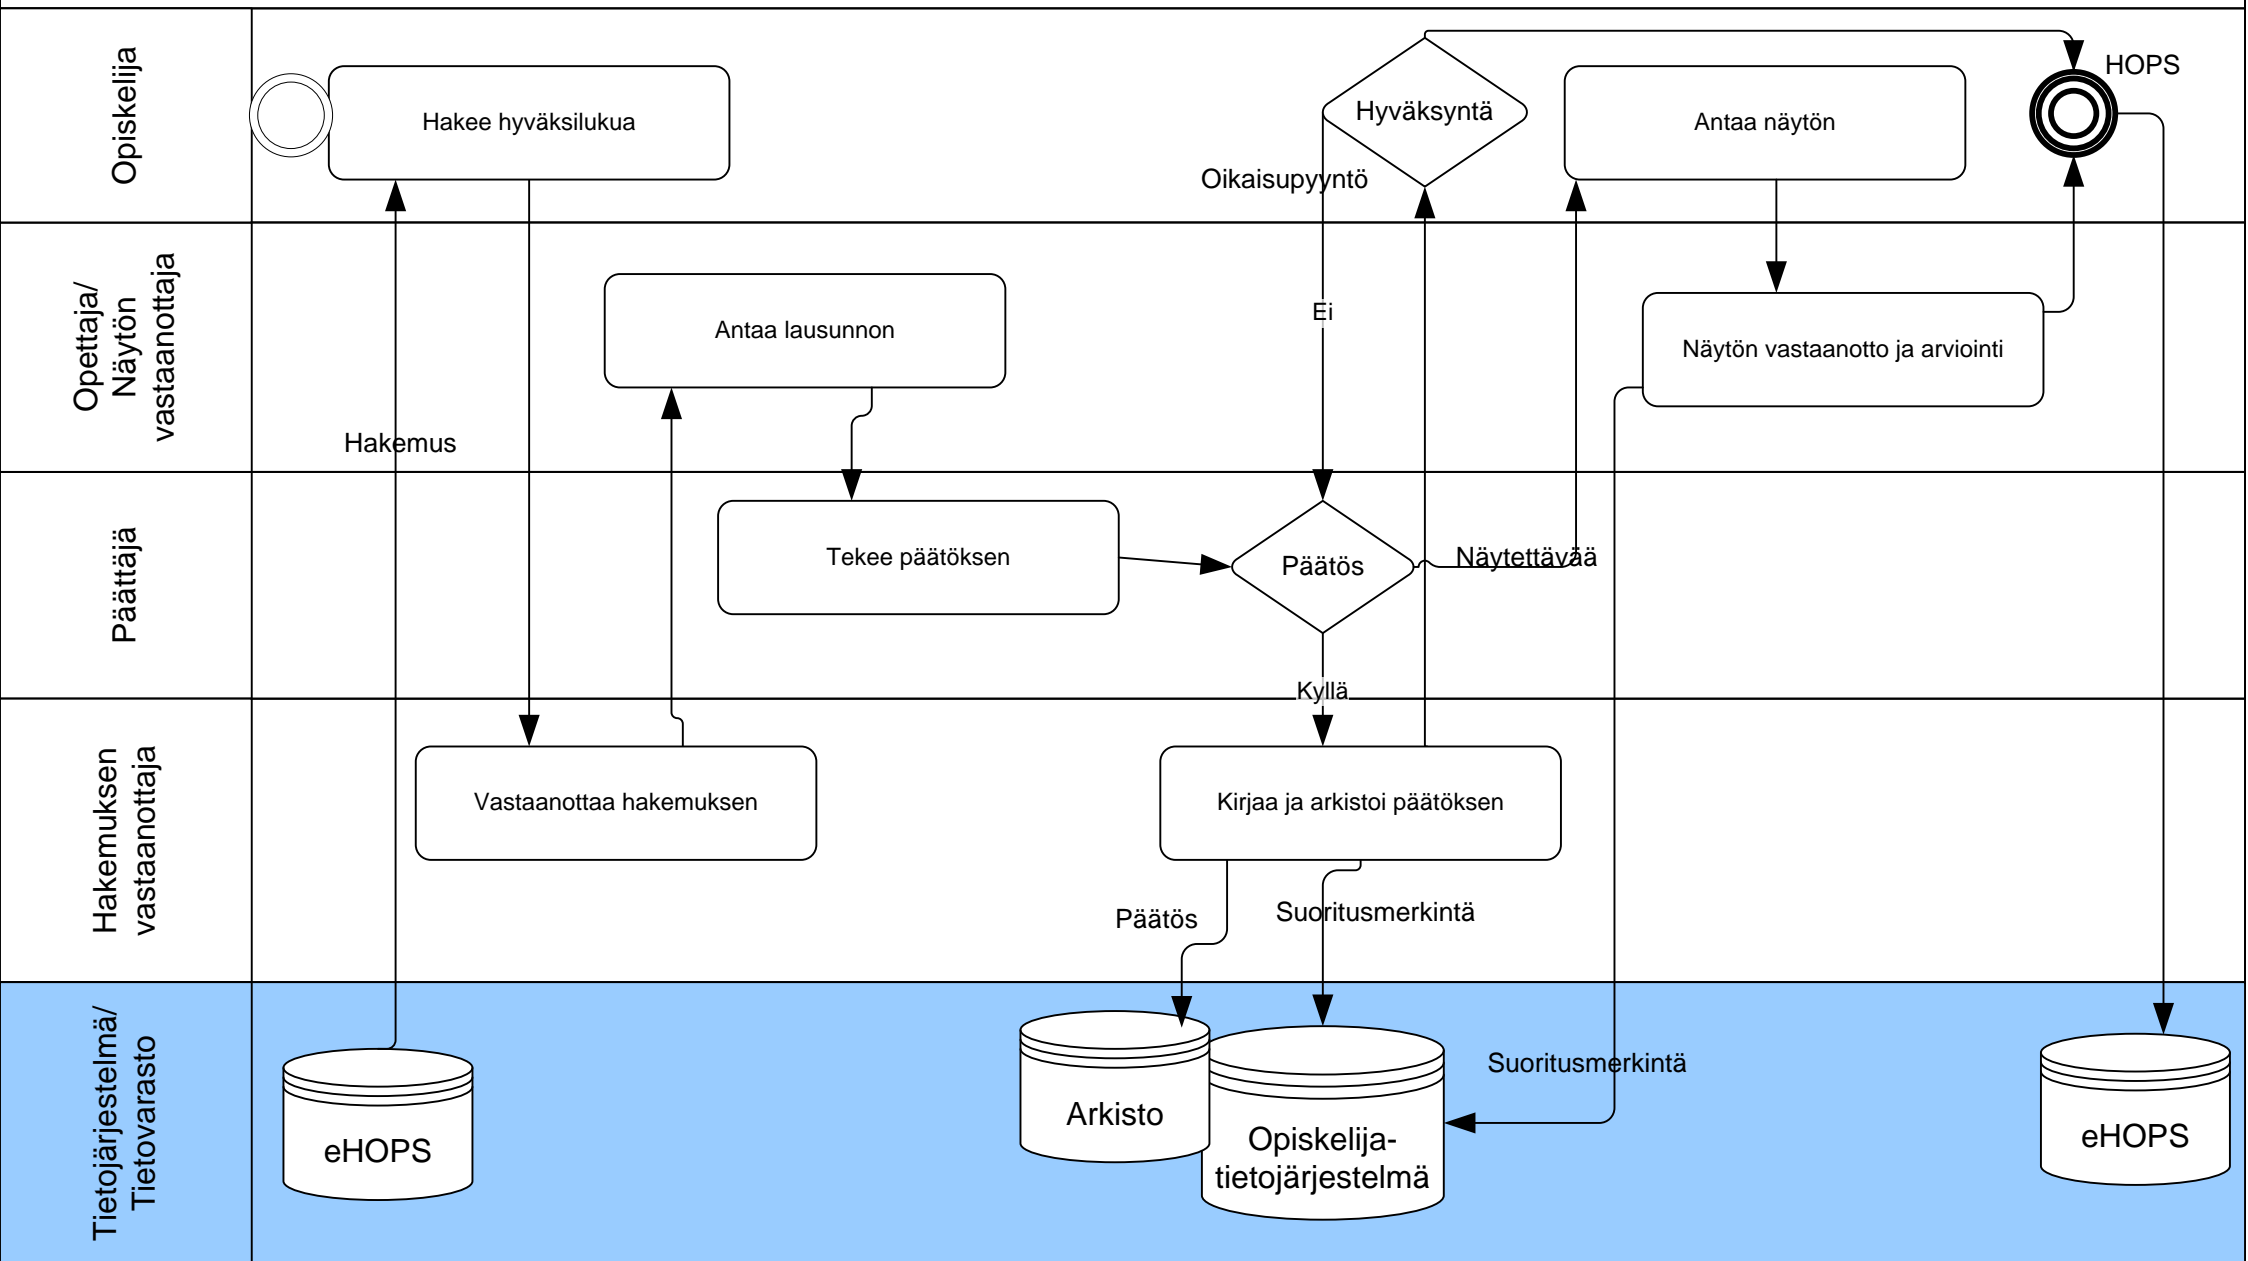 Opiskelija
Hakee hyväksilukua
Hyväksyntä
Antaa näytön
HOPS
Oikaisupyyntö
Opettaja/
Näytön
vastaanottaja
Antaa lausunnon
Ei
Näytön vastaanotto ja arviointi
Hakemus
Päättäjä
Tekee päätöksen
Päätös
Näytettävää
Kyllä
Hakemuksen
vastaanottaja
Vastaanottaa hakemuksen
Kirjaa ja arkistoi päätöksen
Päätös
Suoritusmerkintä
Tietojärjestelmä/
Tietovarasto
eHOPS
Arkisto
Opiskelija-
tietojärjestelmä
Suoritusmerkintä
eHOPS